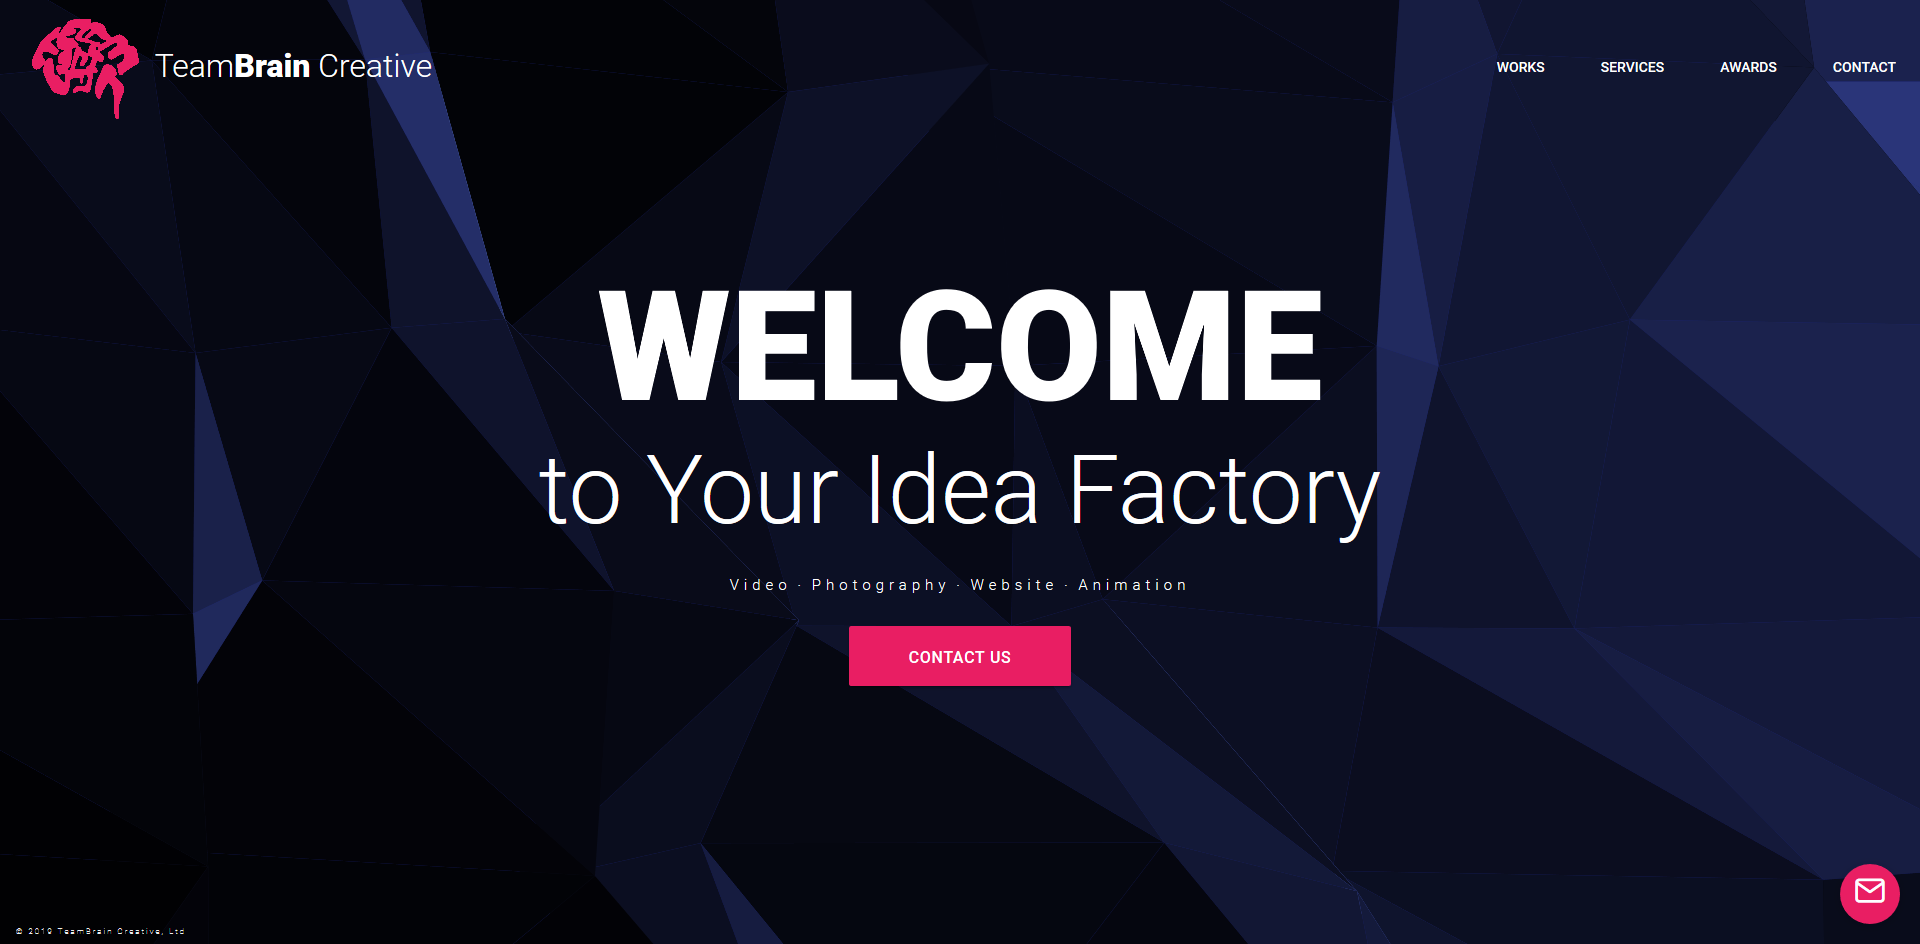 TeamBrain Creative
WORKS SERVICES AWARDS CONTACT
WELCOME
to Your Idea Factory
Video · Photography · Website · Animation
CONTACT US
© 2019 TeamBrain Creative, Ltd